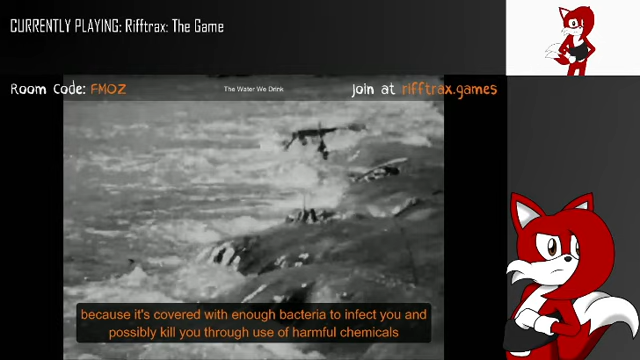 CURRENTLY PLAYING: Rifftrax: The Game
Room Code: FMOZ
The Water We Drink
join at rifftrax.games
because it's covered with enough bacteria to infect you and
possibly kill you through use of harmful chemicals